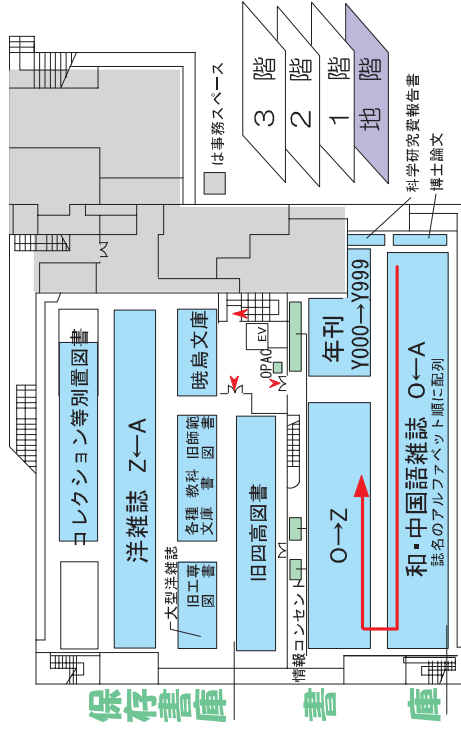 3 階
2 階
1 階
地 階
は事務スペース
科学研究費報告書
博士論文
コレクション等別置図書
洋雑誌 Z←A
暁烏文庫
旧師範
図 書
教科
書
各種
文庫
旧工専
図 書
大型洋雑誌
旧四高図書
EV
OPAC
年刊
Y000→Y999
O→Z
和・中国語雑誌 O←A
誌名のアルファベット順に配列
情報コンセント
保存書庫
書 庫